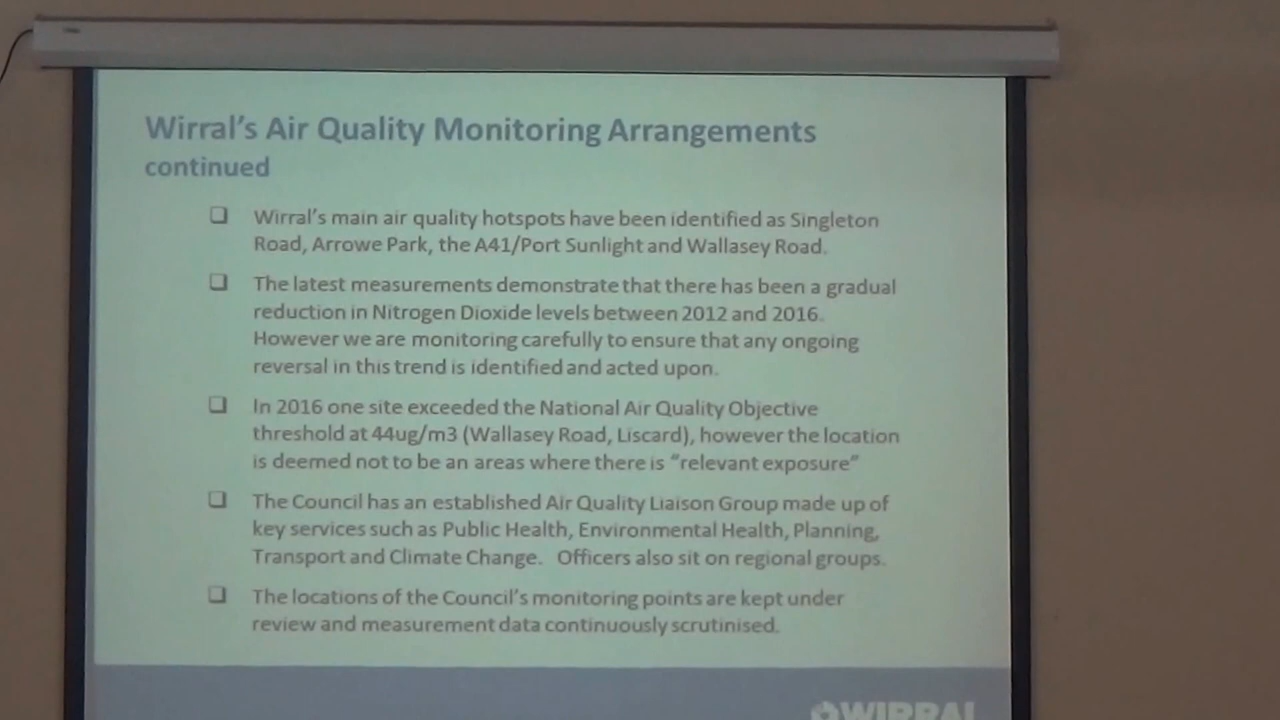 Wirral's Air Quality Monitoring Arrangements
continued
❑ Wirral's main air quality hotspots have been identified as Singleton
Road, Arrowe Park, the A41/Port Sunlight and Wallasey Road.
❑ The latest measurements demonstrate that there has been a gradual
reduction in Nitrogen Dioxide levels between 2012 and 2016.
However we are monitoring carefully to ensure that any ongoing
reversal in this trend is identified and acted upon.
❑ In 2016 one site exceeded the National Air Quality Objective
threshold at 44ug/m3 (Wallasey Road, Liscard), however the location
is deemed not to be an areas where there is "relevant exposure"
❑ The Council has an established Air Quality Liaison Group made up of
key services such as Public Health, Environmental Health, Planning,
Transport and Climate Change. Officers also sit on regional groups.
❑ The locations of the Council's monitoring points are kept under
review and measurement data continuously scrutinised.
WIRRAL